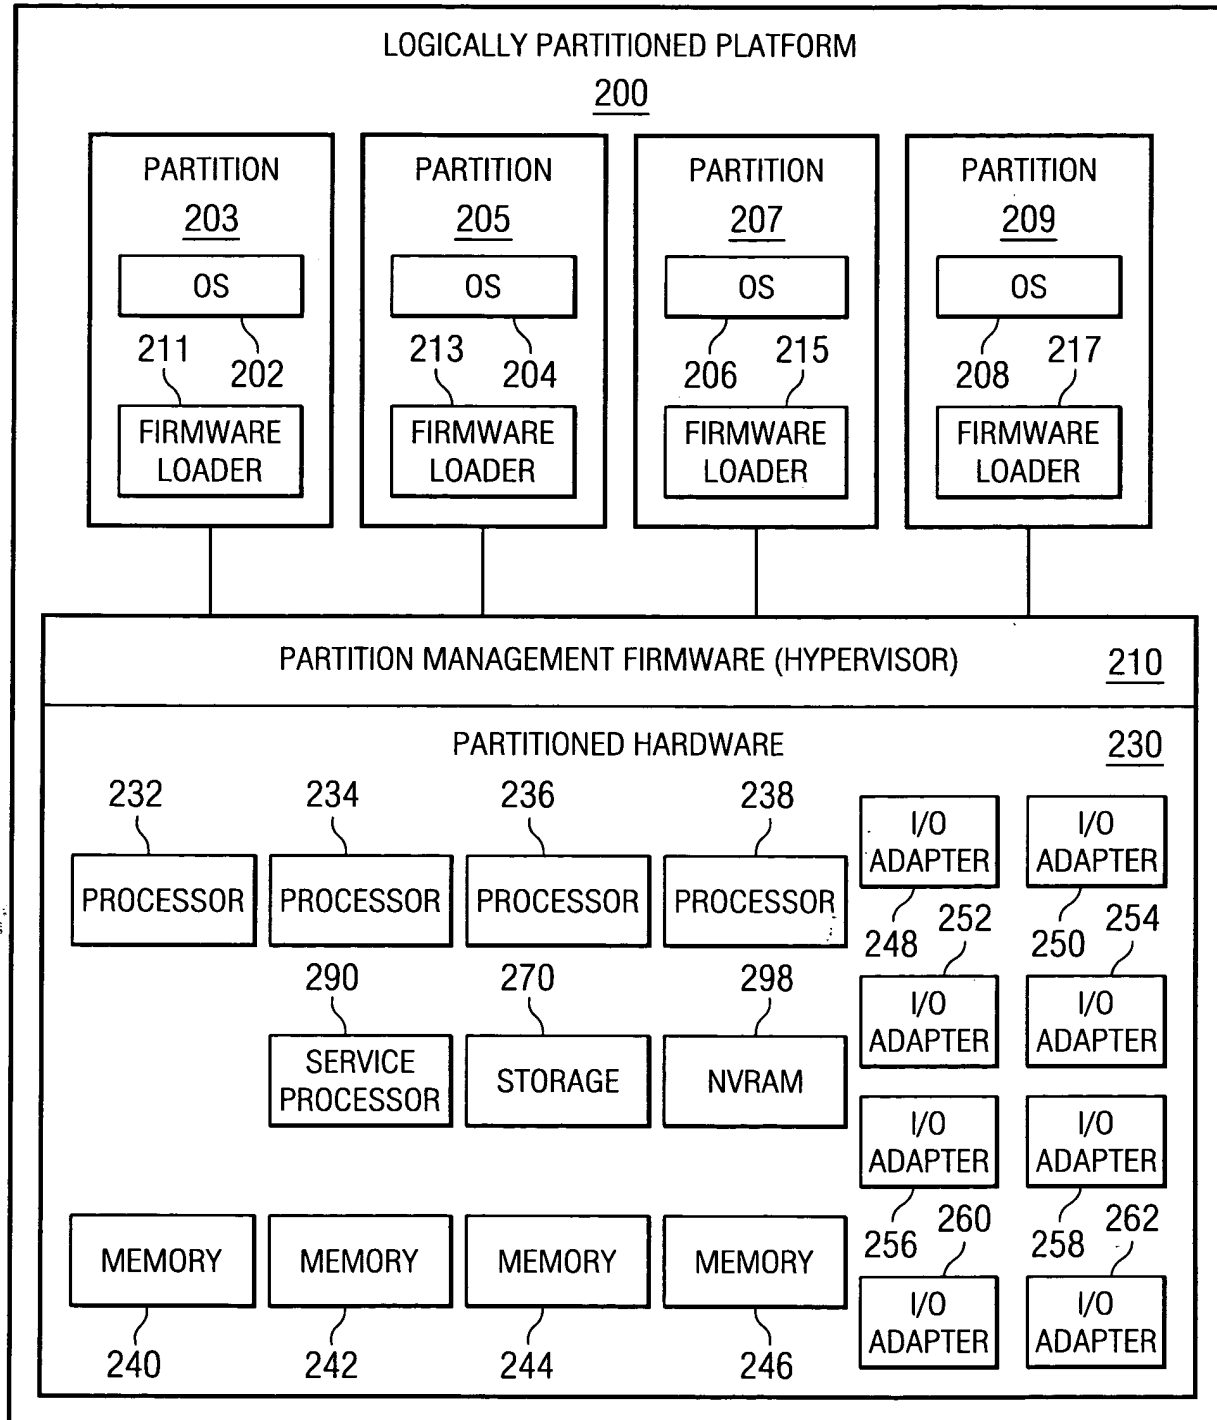 LOGICALLY PARTITIONED PLATFORM
200
PARTITION
203
OS
211
202
FIRMWARE
LOADER
PARTITION
205
OS
213
204
FIRMWARE
LOADER
PARTITION
207
OS
206
215
FIRMWARE
LOADER
PARTITION
209
OS
208
217
FIRMWARE
LOADER
PARTITION MANAGEMENT FIRMWARE (HYPERVISOR)
210
PARTITIONED HARDWARE
230
232
PROCESSOR
234
PROCESSOR
236
PROCESSOR
238
PROCESSOR
290
SERVICE
PROCESSOR
270
STORAGE
298
NVRAM
MEMORY
240
MEMORY
242
MEMORY
244
MEMORY
246
I/O
ADAPTER
248
I/O
ADAPTER
250
252
I/O
ADAPTER
254
I/O
ADAPTER
I/O
ADAPTER
256
I/O
ADAPTER
258
260
I/O
ADAPTER
262
I/O
ADAPTER